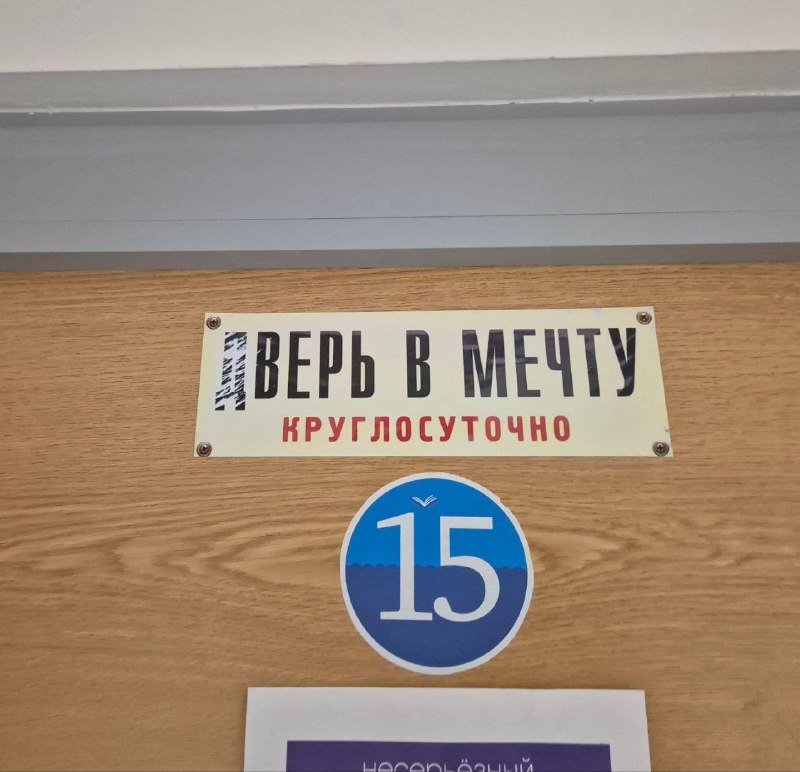 ДВЕРЬ В МЕЧТУ
КРУГЛОСУТОЧНО
15
несерьёзный